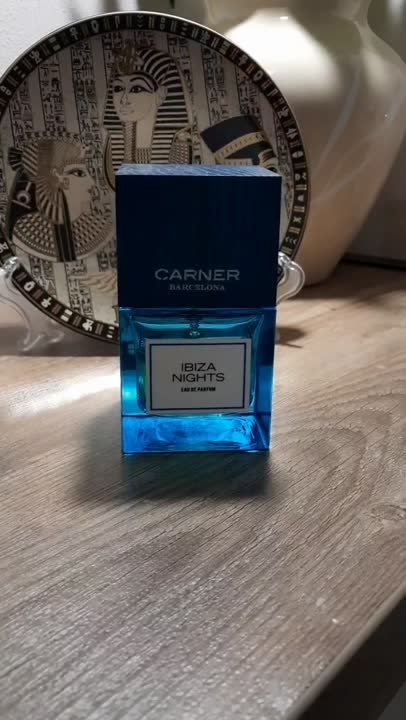 CARNER
BARCELONA
IBIZA
NIGHTS
EAU DE PARFUM